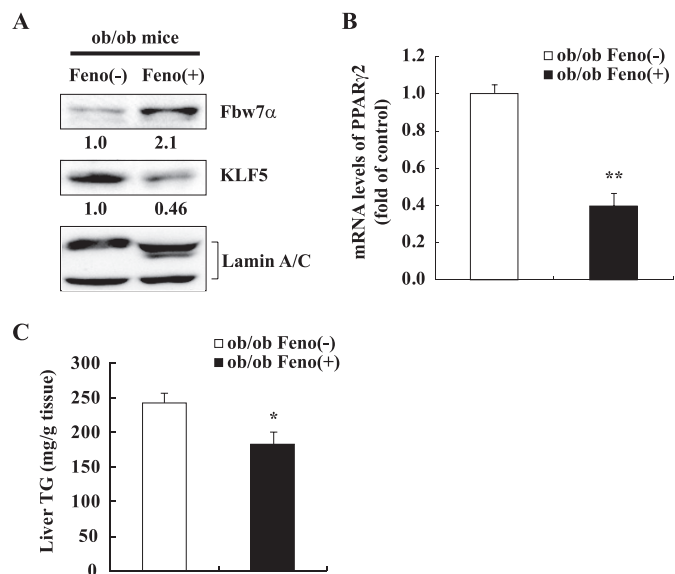 A
ob/ob mice
Feno(-) Feno(+)
Fbw7α
1.0 2.1
KLF5
1.0 0.46
Lamin A/C
B
ob/ob Feno(-)
ob/ob Feno(+)
mRNA levels of PPARγ2
(fold of control)
1.2
1.0
0.8
0.6
0.4
0.2
0.0
**
C
ob/ob Feno(-)
ob/ob Feno(+)
Liver TG (mg/g tissue)
300
250
200
150
100
50
0
*